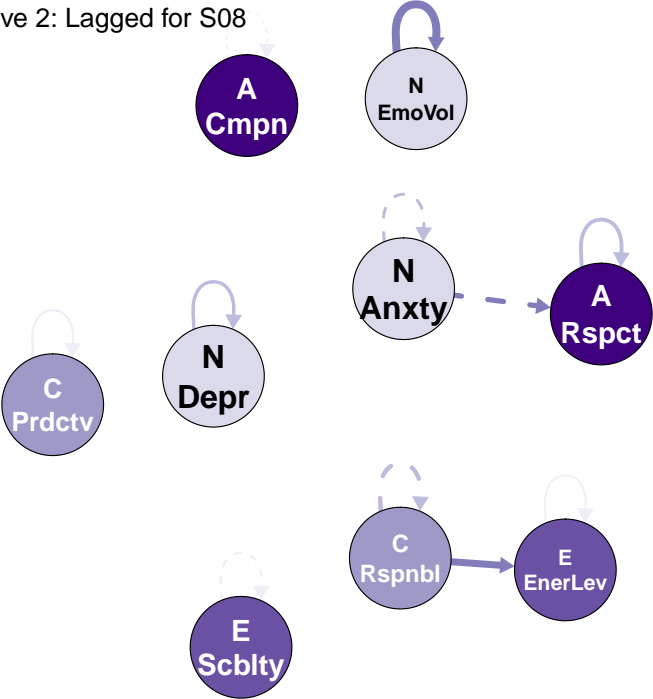 ve 2: Lagged for S08
A
Cmpn
N
EmoVol
N
Anxty
A
Rspct
N
Depr
C
Prdctv
C
Rspnbl
E
EnerLev
E
Scblty